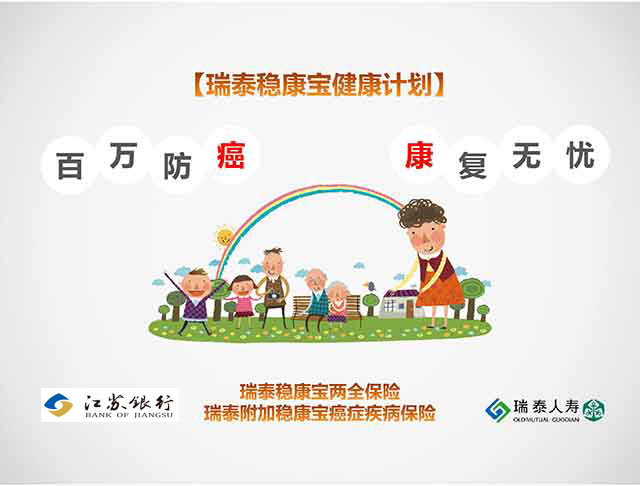 【瑞泰稳康宝健康计划】
百万防癌 康复无忧
瑞泰稳康宝两全保险
瑞泰附加稳康宝癌症疾病保险
江苏银行
BANK OF JIANGSU
瑞泰人寿
OLDMUTUAL GUODIAN